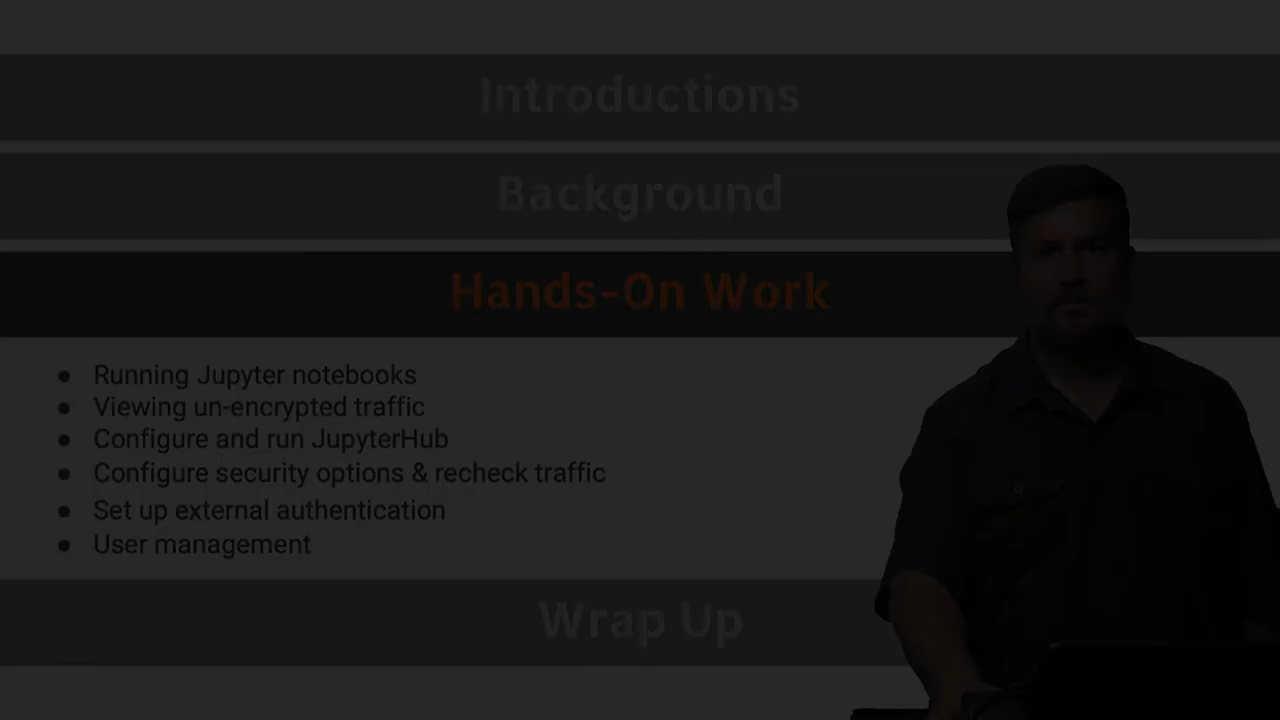 Introductions
Background
Hands-On Work
● Running Jupyter notebooks
● Viewing un-encrypted traffic
● Configure and run JupyterHub
● Configure security options & recheck traffic
● Set up external authentication
● User management
Wrap Up